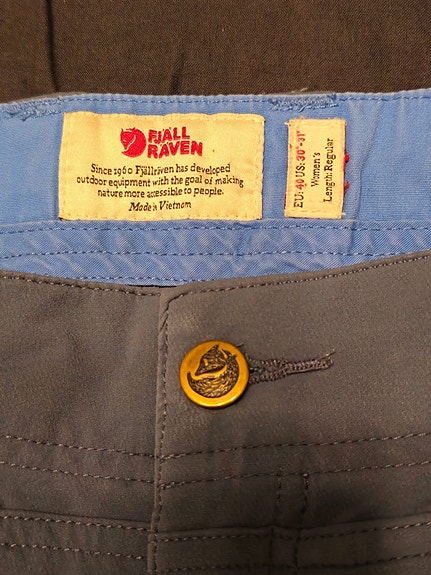 FJÄLL
RÄVEN
Since 1960 Fjällräven has developed
outdoor equipment with the goal of making
nature more accessible to people.
Made in Vietnam
EU: 40 US: 30"-31"
Women's
Length: Regular